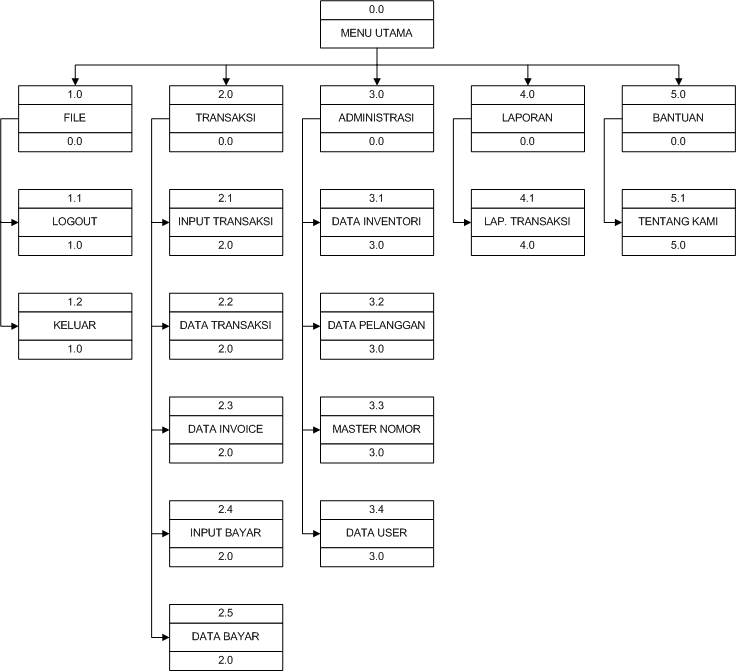 0.0
MENU UTAMA
1.0
FILE
0.0
2.0
TRANSAKSI
0.0
3.0
ADMINISTRASI
0.0
4.0
LAPORAN
0.0
5.0
BANTUAN
0.0
1.1
LOGOUT
1.0
2.1
INPUT TRANSAKSI
2.0
3.1
DATA INVENTORI
3.0
4.1
LAP. TRANSAKSI
4.0
5.1
TENTANG KAMI
5.0
1.2
KELUAR
1.0
2.2
DATA TRANSAKSI
2.0
3.2
DATA PELANGGAN
3.0
2.3
DATA INVOICE
2.0
3.3
MASTER NOMOR
3.0
2.4
INPUT BAYAR
2.0
3.4
DATA USER
3.0
2.5
DATA BAYAR
2.0